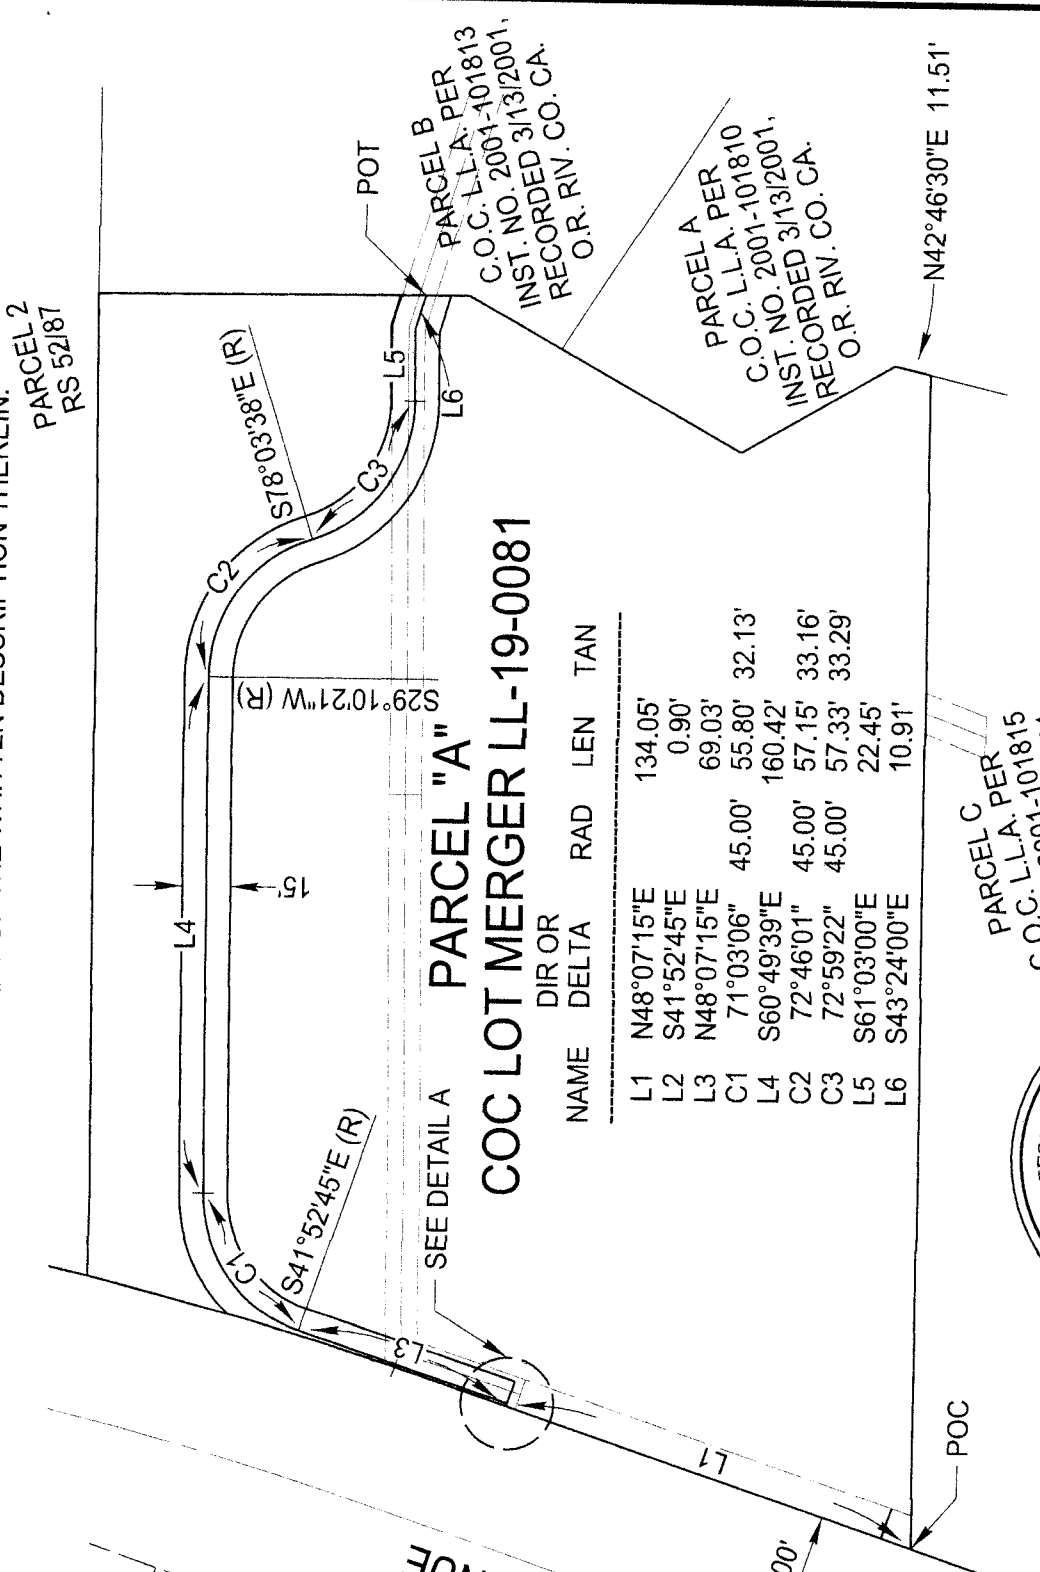 PARCEL 2
RS 52/87
POT
PARCEL B
PARCEL A. PER
C.O.C. L.L.A. PER
INST. NO. 2001-101813
RECORDED 3/13/2001,
O.R. RIV. CO. CA.
PARCEL A
C.O.C. L.L.A. PER
INST. NO. 2001-101810
RECORDED 3/13/2001,
O.R. RIV. CO. CA.
N42°46'30"E 11.51'
S78°03'38"E (R)
L5
L6
C3
C2
S29°10'21"W (R)
L4
15'
C1
S41°52'45"E (R)
L3
SEE DETAIL A
PARCEL "A"
COC LOT MERGER LL-19-0081
DIR OR
NAME DELTA RAD LEN TAN
L1 N48°07'15"E 134.05'
L2 S41°52'45"E 0.90'
L3 N48°07'15"E 69.03'
C1 71°03'06" 45.00' 55.80' 32.13'
L4 S60°49'39"E 160.42'
C2 72°46'01" 45.00' 57.15' 33.16'
C3 72°59'22" 45.00' 57.33' 33.29'
L5 S61°03'00"E 22.45'
L6 S43°24'00"E 10.91'
L1
POC
PARCEL C
C.O.C. L.L.A. PER
2001-101815